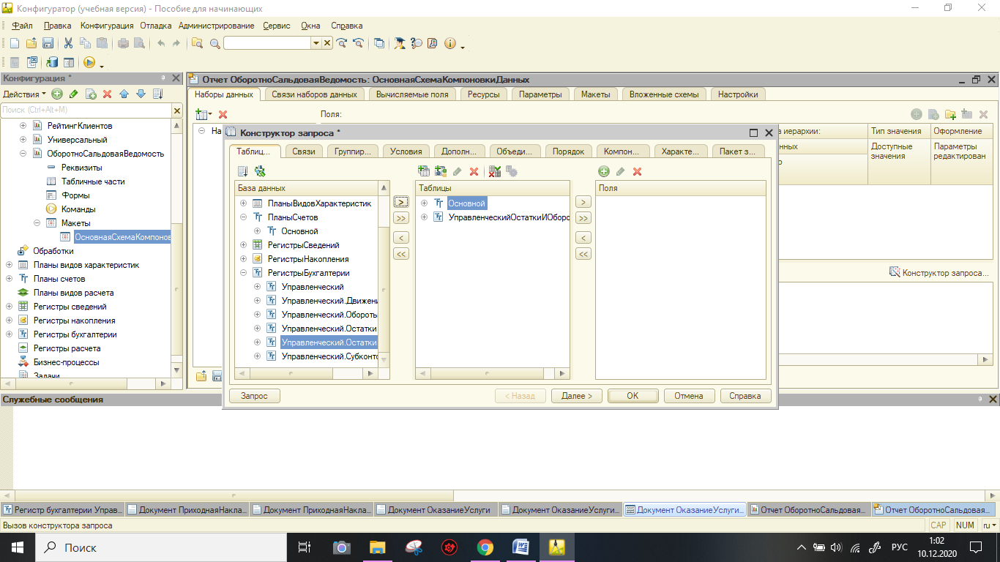 Конфигуратор (учебная версия) - Пособие для начинающих
Файл Правка Конфигурация Отладка Администрирование Сервис Окна Справка
Конфигурация *
Действия
Поиск (Ctrl+Alt+M)
РейтингКлиентов
Универсальный
ОборотноСальдоваяВедомость
Реквизиты
Табличные части
Формы
Команды
Макеты
ОсновнаяСхемаКомпонов
Обработки
Планы видов характеристик
Планы счетов
Планы видов расчета
Регистры сведений
Регистры накопления
Регистры бухгалтерии
Регистры расчета
Бизнес-процессы
Задачи
Отчет ОборотноСальдоваяВедомость: ОсновнаяСхемаКомпоновкиДанных
Наборы данных Связи наборов данных Вычисляемые поля Ресурсы Параметры Макеты Вложенные схемы Настройки
Поля:
На
иерархии: Тип значения Оформление
нных Доступные значения Параметры редактирован
о
Конструктор запроса...
Конструктор запроса *
Таблиц... Связи Группир... Условия Дополн... Объеди... Порядок Компон... Характе... Пакет з...
База данных
ПланыВидовХарактеристик
ПланыСчетов
Основной
РегистрыСведений
РегистрыНакопления
РегистрыБухгалтерии
Управленческий
Управленческий.Движени
Управленческий.Обороты
Управленческий.Остатки
Управленческий.Остатки
Управленческий.Субконто
> >> < <<
Таблицы
Основной
УправленческийОстаткиИОборо
> >> < <<
Поля
Запрос < Назад Далее > ОК Отмена Справка
Служебные сообщения
Регистр бухгалтерии Управ... Документ ПриходнаяНакла... Документ ПриходнаяНакла... Документ ОказаниеУслуги Документ ОказаниеУслуги... Документ ОказаниеУслуги... Отчет ОборотноСальдовая... Отчет ОборотноСальдовая...
Вызов конструктора запроса CAP NUM ru
Поиск РУС 1:02
10.12.2020